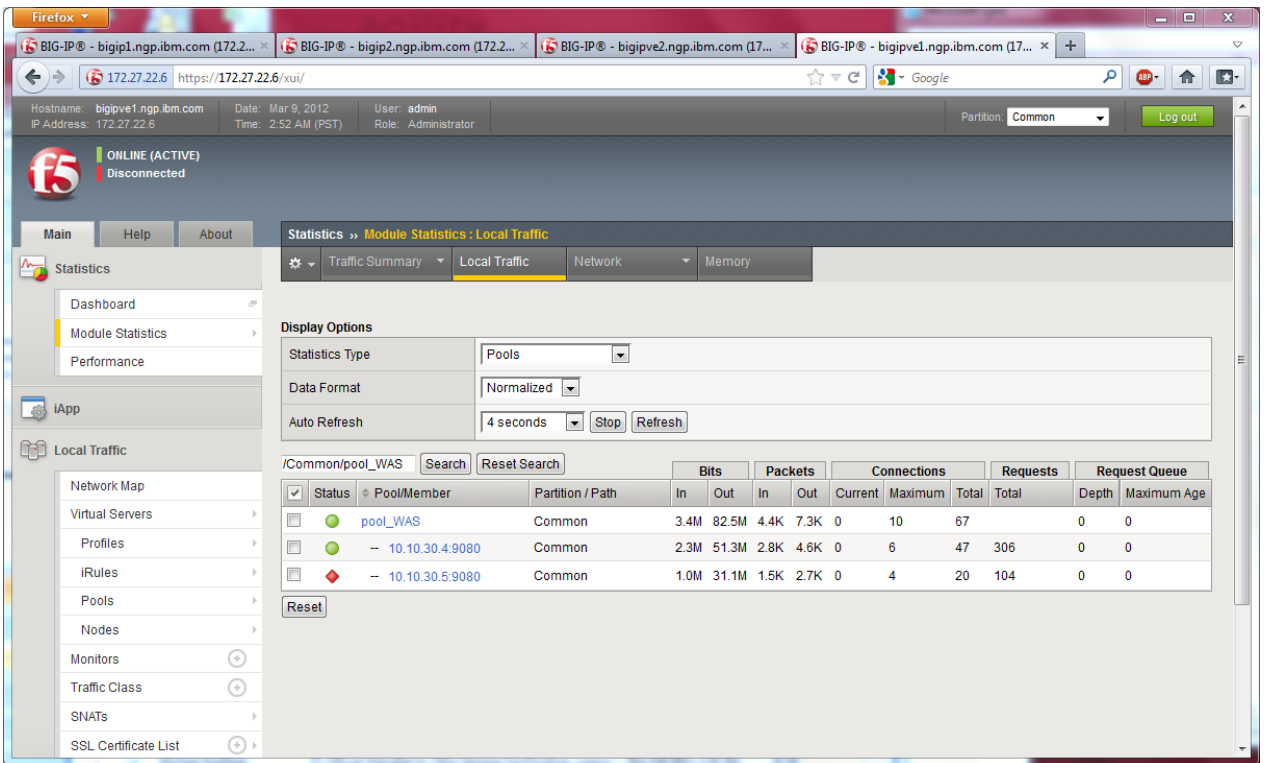 Firefox
BIG-IP® - bigip1.ngp.ibm.com (172.2... × BIG-IP® - bigip2.ngp.ibm.com (172.2... × BIG-IP® - bigipve2.ngp.ibm.com (17... × BIG-IP® - bigipve1.ngp.ibm.com (17... × +
172.27.22.6 https://172.27.22.6/xui/ Google ABP
Hostname: bigipve1.ngp.ibm.com Date: Mar 9, 2012 User: admin
IP Address: 172.27.22.6 Time: 2:52 AM (PST) Role: Administrator
Partition: Common Log out
f5
ONLINE (ACTIVE)
Disconnected
Main Help About
Statistics
Dashboard
Module Statistics
Performance
iApp
Local Traffic
Network Map
Virtual Servers
Profiles
iRules
Pools
Nodes
Monitors
Traffic Class
SNATs
SSL Certificate List
Statistics ›› Module Statistics : Local Traffic
Traffic Summary Local Traffic Network Memory
Display Options
Statistics Type Pools
Data Format Normalized
Auto Refresh 4 seconds Stop Refresh
/Common/pool_WAS Search Reset Search Bits Packets Connections Requests Request Queue
Status Pool/Member Partition / Path In Out In Out Current Maximum Total Total Depth Maximum Age
pool_WAS Common 3.4M 82.5M 4.4K 7.3K 0 10 67 0 0
-- 10.10.30.4:9080 Common 2.3M 51.3M 2.8K 4.6K 0 6 47 306 0 0
-- 10.10.30.5:9080 Common 1.0M 31.1M 1.5K 2.7K 0 4 20 104 0 0
Reset